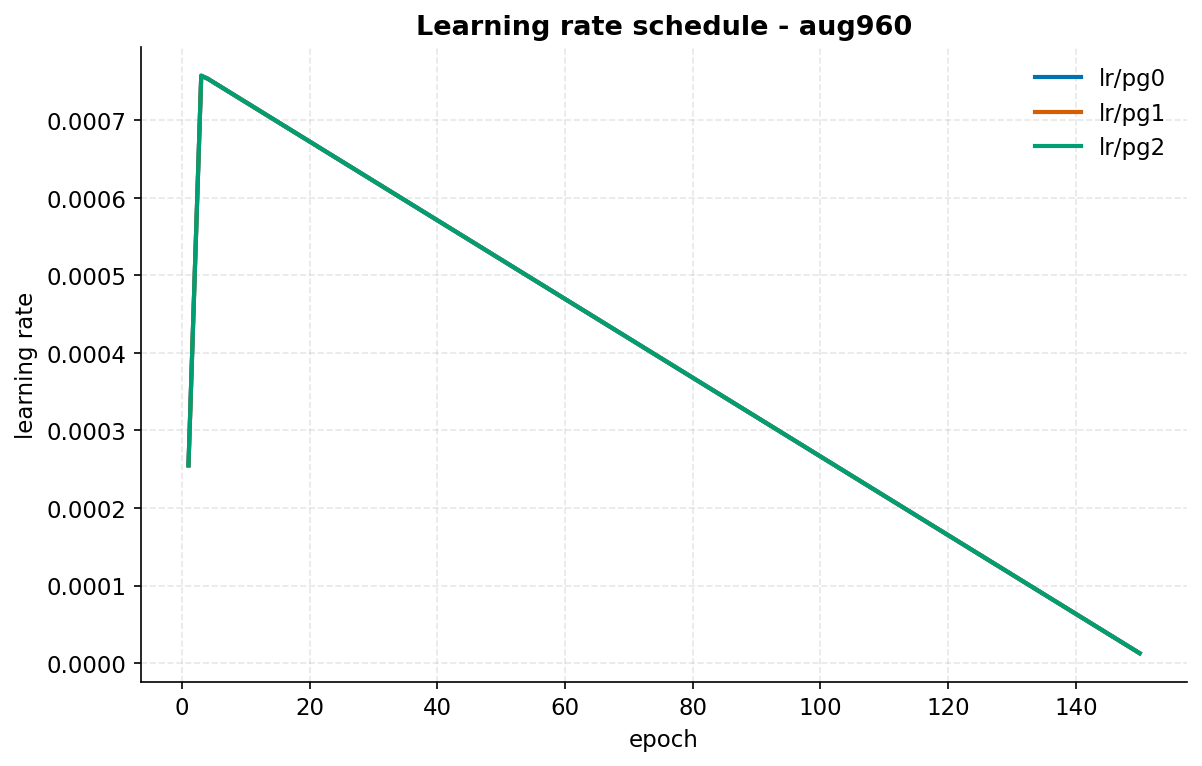 Learning rate schedule - aug960
lr/pg0
lr/pg1
lr/pg2
learning rate
0.0007
0.0006
0.0005
0.0004
0.0003
0.0002
0.0001
0.0000
0 20 40 60 80 100 120 140
epoch